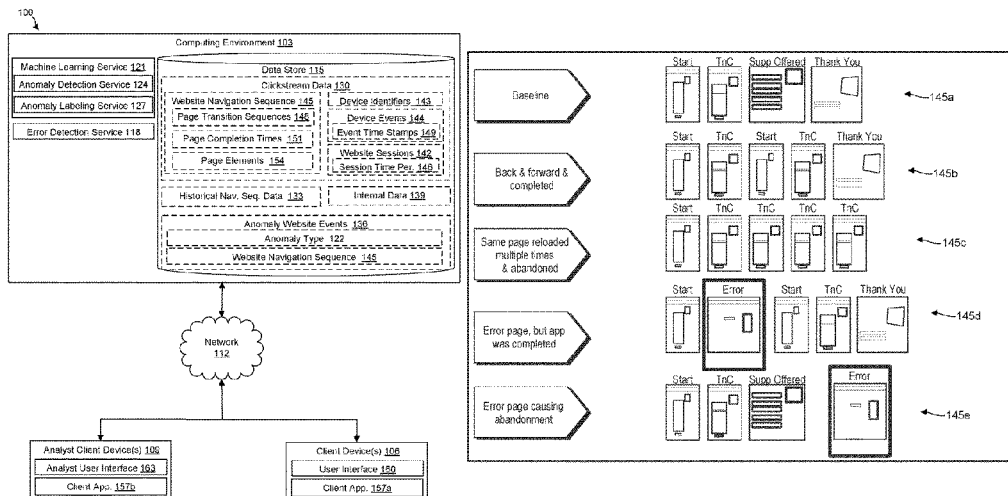 100
Computing Environment 103
Machine Learning Service 121
Anomaly Detection Service 124
Anomaly Labeling Service 127
Error Detection Service 118
Data Store 115
Clickstream Data 130
Website Navigation Sequence 145
Page Transition Sequences 148
Page Completion Times 151
Page Elements 154
Device Identifiers 143
Device Events 144
Event Time Stamps 149
Website Sessions 142
Session Time Per. 146
Historical Nav. Seq. Data 133
Internal Data 139
Anomaly Website Events 136
Anomaly Type 122
Website Navigation Sequence 145
Network
112
Analyst Client Device(s) 109
Analyst User Interface 163
Client App. 157b
Client Device(s) 106
User Interface 160
Client App. 157a
Baseline
Start TnC Supp Offered Thank You
145a
Back & forward &
completed
Start TnC Start TnC Thank You
145b
Same page reloaded
multiple times
& abandoned
Start TnC TnC TnC TnC
145c
Error page, but app
was completed
Start Error Start TnC Thank You
145d
Error page causing
abandonment
Start TnC Supp Offered Error
145e